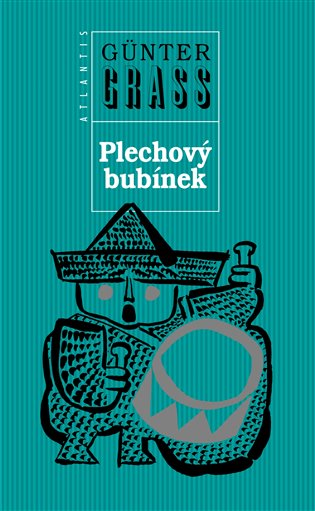 ATLANTIS
GÜNTER
GRASS
Plechový
bubínek